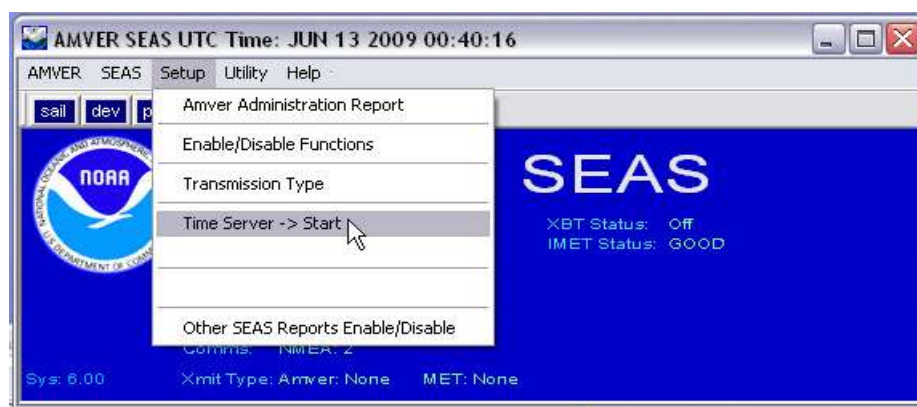 AMVER SEAS UTC Time: JUN 13 2009 00:40:16
AMVER SEAS Setup Utility Help
sail dev p
Amver Administration Report
Enable/Disable Functions
Transmission Type
Time Server -> Start
Other SEAS Reports Enable/Disable
NOAA
NATIONAL OCEANIC AND ATMOSPHERIC
U.S. DEPARTMENT OF COMM
SEAS
XBT Status: Off
IMET Status: GOOD
Comms: NMEA: 2
Sys: 6.00 Xmit Type: Amver: None MET: None